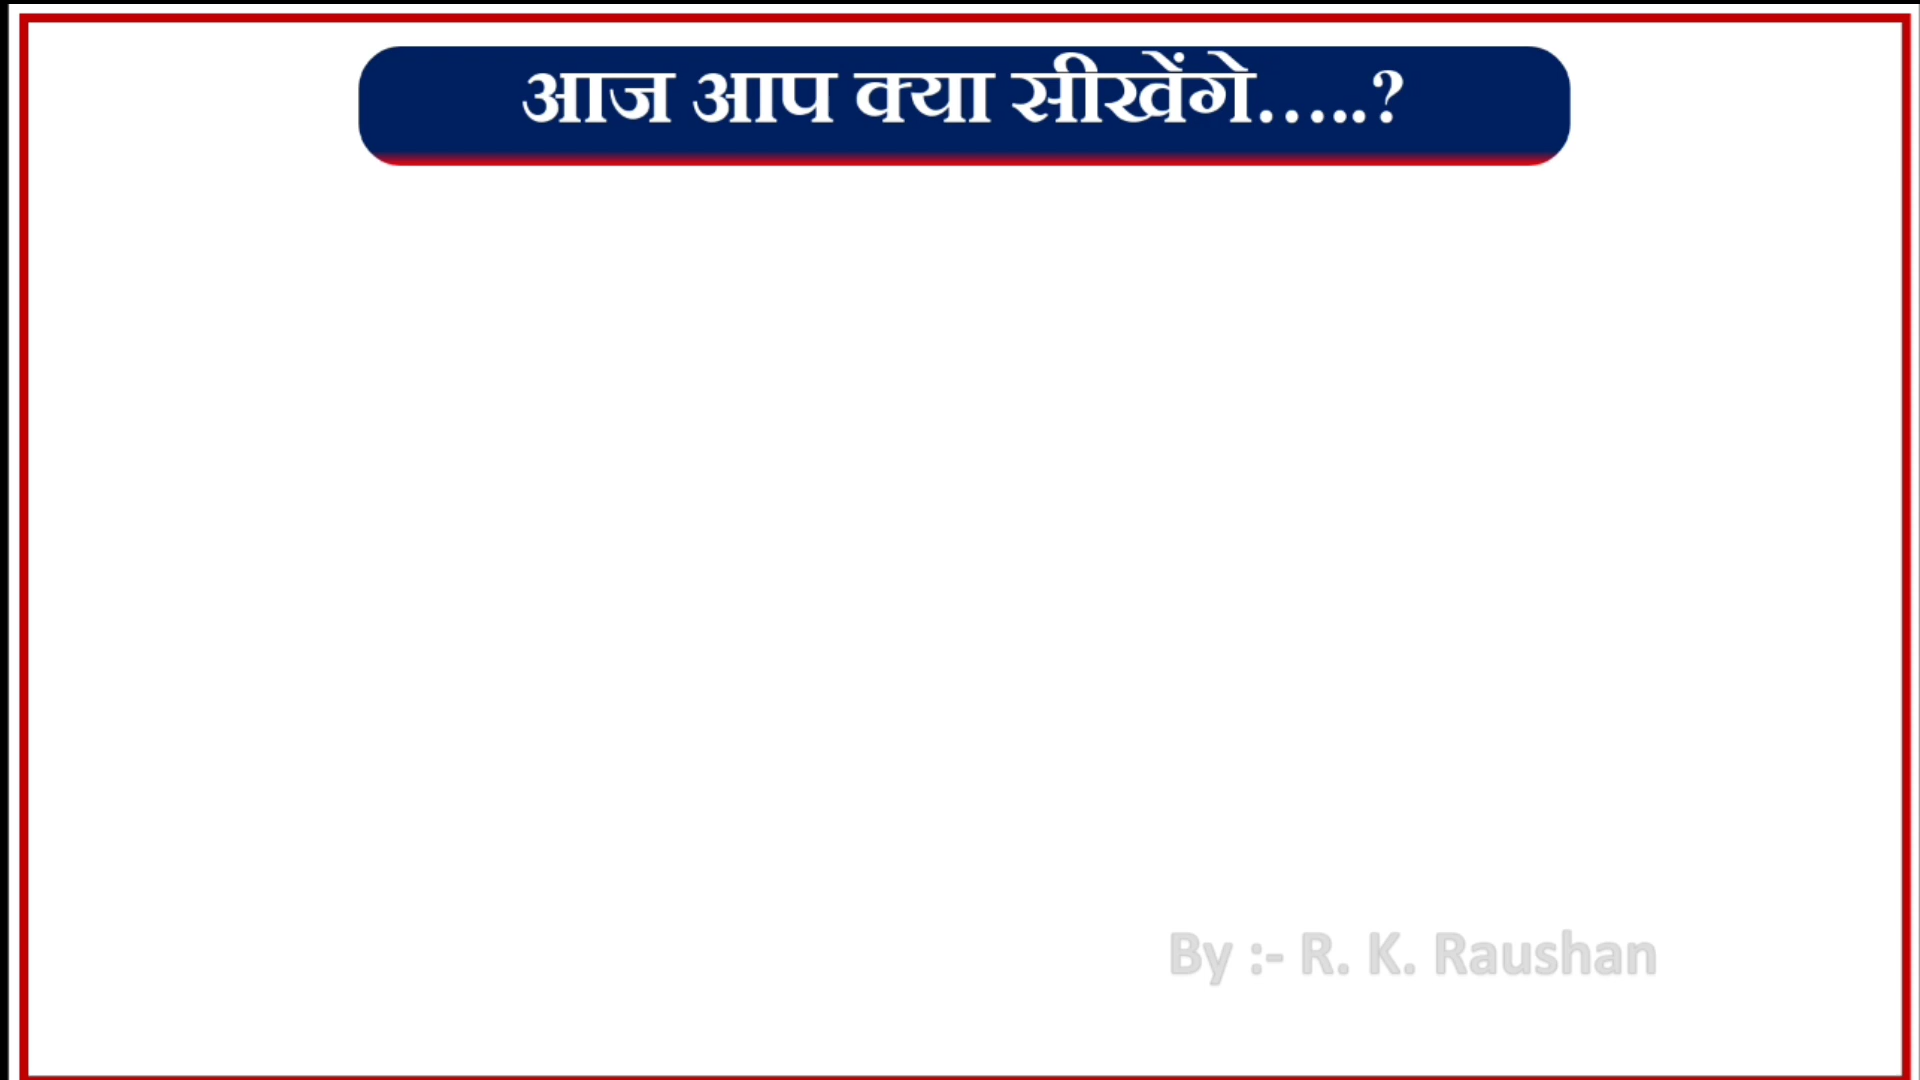 आज आप क्या सीखेंगे.....?
By :- R. K. Raushan